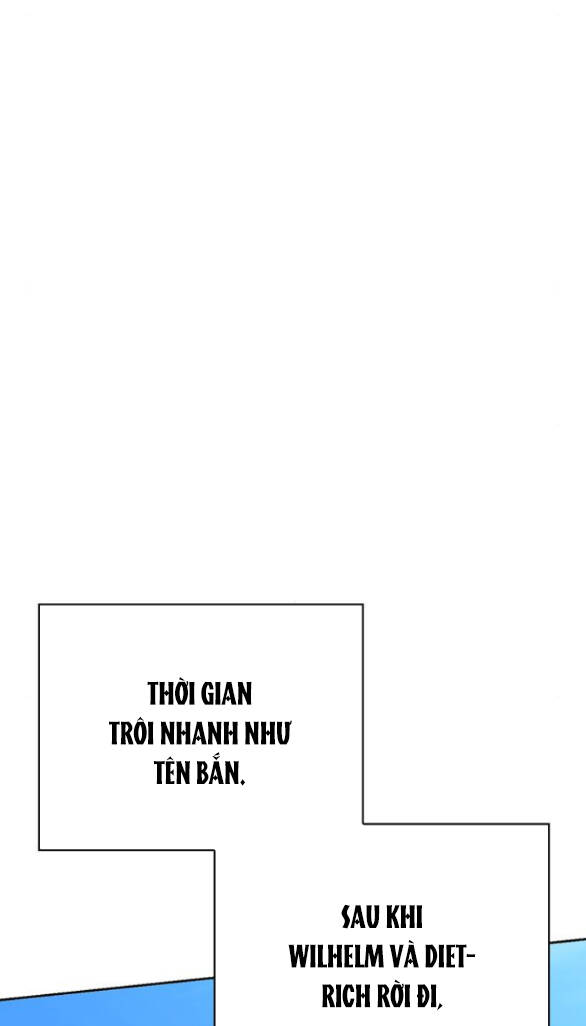 THỜI GIAN
TRÔI NHANH NHƯ
TÊN BẮN.
SAU KHI
WILHELM VÀ DIET-
RICH RỜI ĐI,